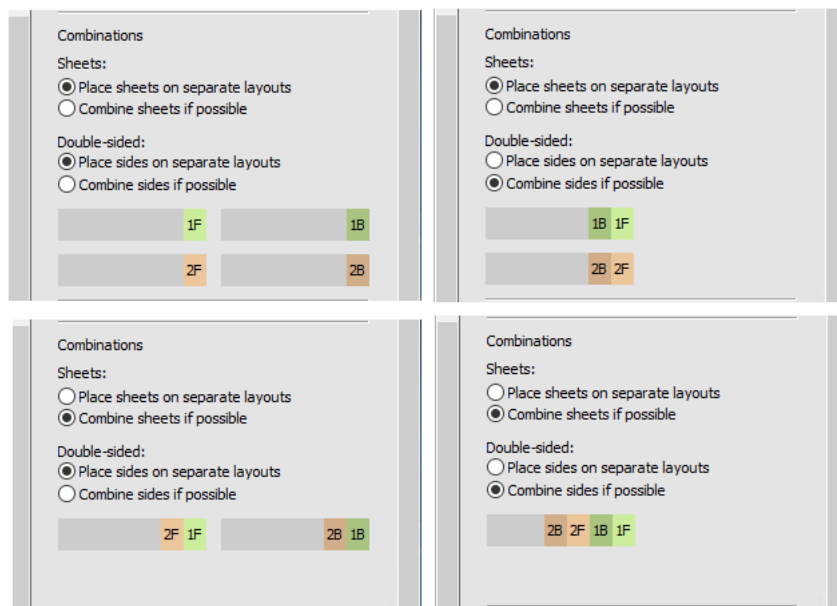 Combinations
Sheets:
Place sheets on separate layouts
Combine sheets if possible
Double-sided:
Place sides on separate layouts
Combine sides if possible
1F 1B
2F 2B
Combinations
Sheets:
Place sheets on separate layouts
Combine sheets if possible
Double-sided:
Place sides on separate layouts
Combine sides if possible
1B 1F
2B 2F
Combinations
Sheets:
Place sheets on separate layouts
Combine sheets if possible
Double-sided:
Place sides on separate layouts
Combine sides if possible
2F 1F 2B 1B
Combinations
Sheets:
Place sheets on separate layouts
Combine sheets if possible
Double-sided:
Place sides on separate layouts
Combine sides if possible
2B 2F 1B 1F